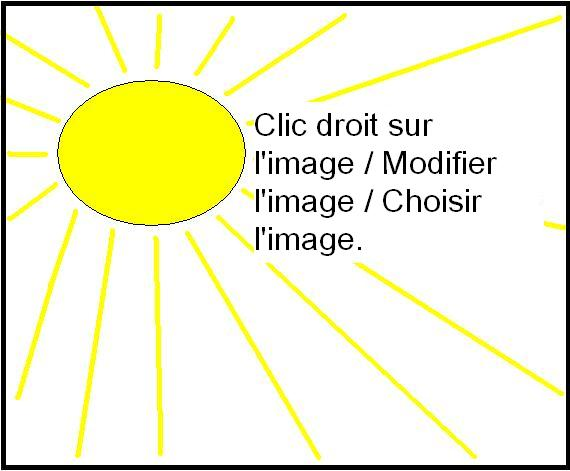 Clic droit sur
l'image / Modifier
l'image / Choisir
l'image.